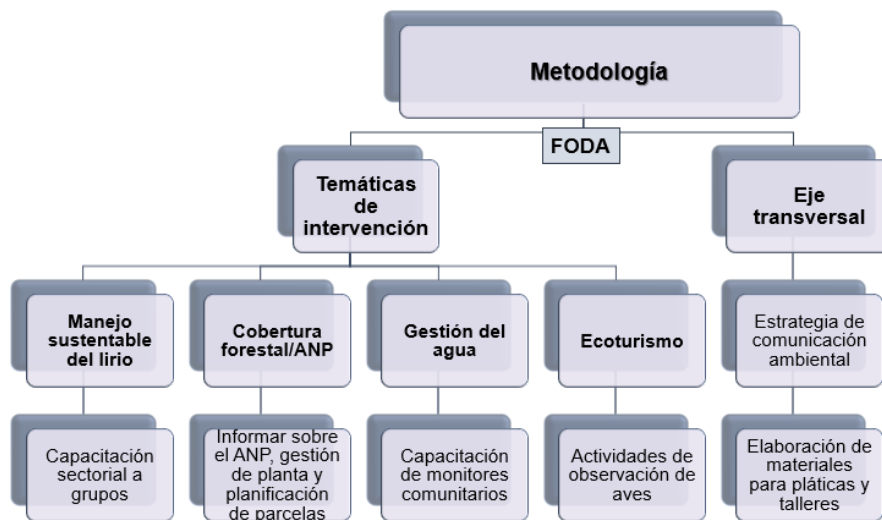 Metodología
FODA
Temáticas
de
intervención
Eje
transversal
Manejo
sustentable
del lirio
Cobertura
forestal/ANP
Gestión del
agua
Ecoturismo
Estrategia de
comunicación
ambiental
Capacitación
sectorial a
grupos
Informar sobre
el ANP, gestión
de planta y
planificación
de parcelas
Capacitación
de monitores
comunitarios
Actividades de
observación de
aves
Elaboración de
materiales
para pláticas y
talleres